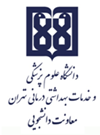 دانشگاه علوم پزشکی
و خدمات بهداشتی درمانی تهران
معاونت دانشجویی